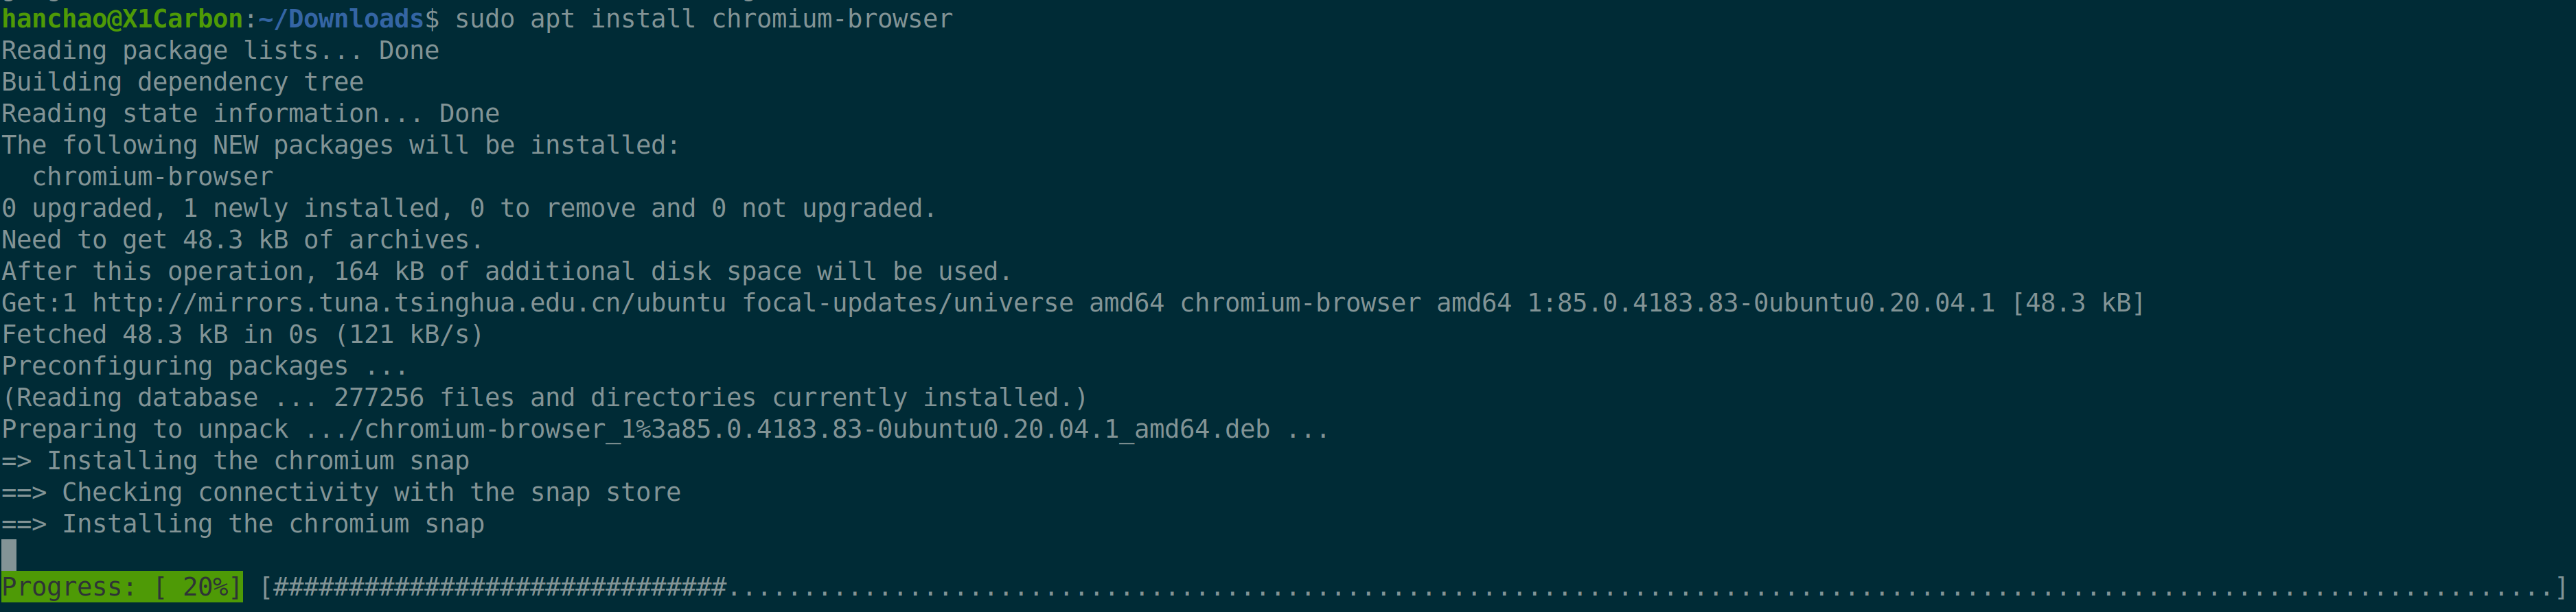 hanchao@X1Carbon:~/Downloads$ sudo apt install chromium-browser
Reading package lists... Done
Building dependency tree
Reading state information... Done
The following NEW packages will be installed:
  chromium-browser
0 upgraded, 1 newly installed, 0 to remove and 0 not upgraded.
Need to get 48.3 kB of archives.
After this operation, 164 kB of additional disk space will be used.
Get:1 http://mirrors.tuna.tsinghua.edu.cn/ubuntu focal-updates/universe amd64 chromium-browser amd64 1:85.0.4183.83-0ubuntu0.20.04.1 [48.3 kB]
Fetched 48.3 kB in 0s (121 kB/s)
Preconfiguring packages ...
(Reading database ... 277256 files and directories currently installed.)
Preparing to unpack .../chromium-browser_1%3a85.0.4183.83-0ubuntu0.20.04.1_amd64.deb ...
=> Installing the chromium snap
==> Checking connectivity with the snap store
==> Installing the chromium snap
Progress: [ 20%] [##############################.........................................................................................................................]